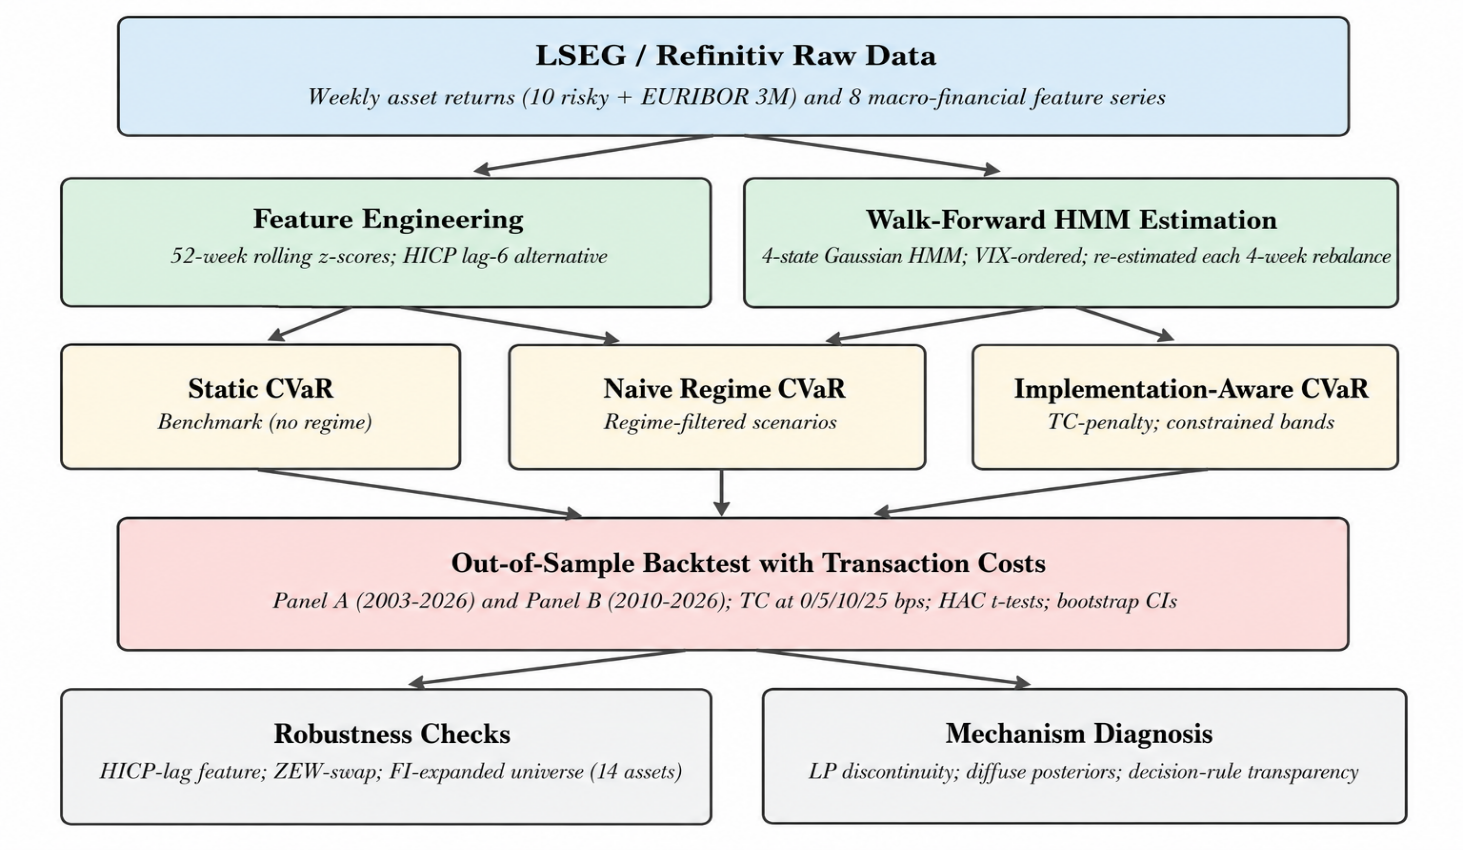 LSEG / Refinitiv Raw Data
Weekly asset returns (10 risky + EURIBOR 3M) and 8 macro-financial feature series
Feature Engineering
52-week rolling z-scores; HICP lag-6 alternative
Walk-Forward HMM Estimation
4-state Gaussian HMM; VIX-ordered; re-estimated each 4-week rebalance
Static CVaR
Benchmark (no regime)
Naive Regime CVaR
Regime-filtered scenarios
Implementation-Aware CVaR
TC-penalty; constrained bands
Out-of-Sample Backtest with Transaction Costs
Panel A (2003-2026) and Panel B (2010-2026); TC at 0/5/10/25 bps; HAC t-tests; bootstrap CIs
Robustness Checks
HICP-lag feature; ZEW-swap; FI-expanded universe (14 assets)
Mechanism Diagnosis
LP discontinuity; diffuse posteriors; decision-rule transparency